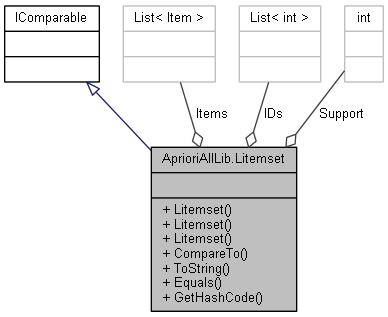 IComparable
List< Item >
List< int >
int
Items
IDs
Support
AprioriAllLib.Litemset
+ Litemset()
+ Litemset()
+ Litemset()
+ CompareTo()
+ ToString()
+ Equals()
+ GetHashCode()